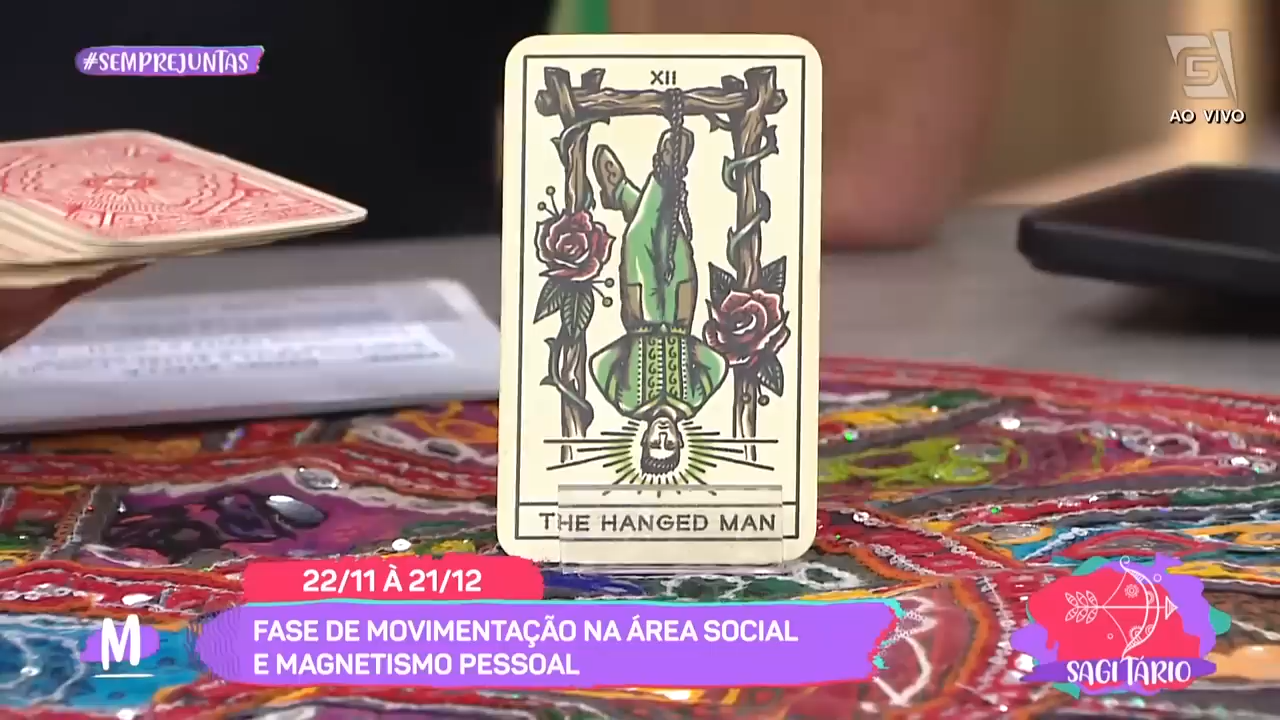 #SEMPREJUNTAS
AO VIVO
XII
THE HANGED MAN
22/11 À 21/12
M
FASE DE MOVIMENTAÇÃO NA ÁREA SOCIAL
E MAGNETISMO PESSOAL
SAGITÁRIO